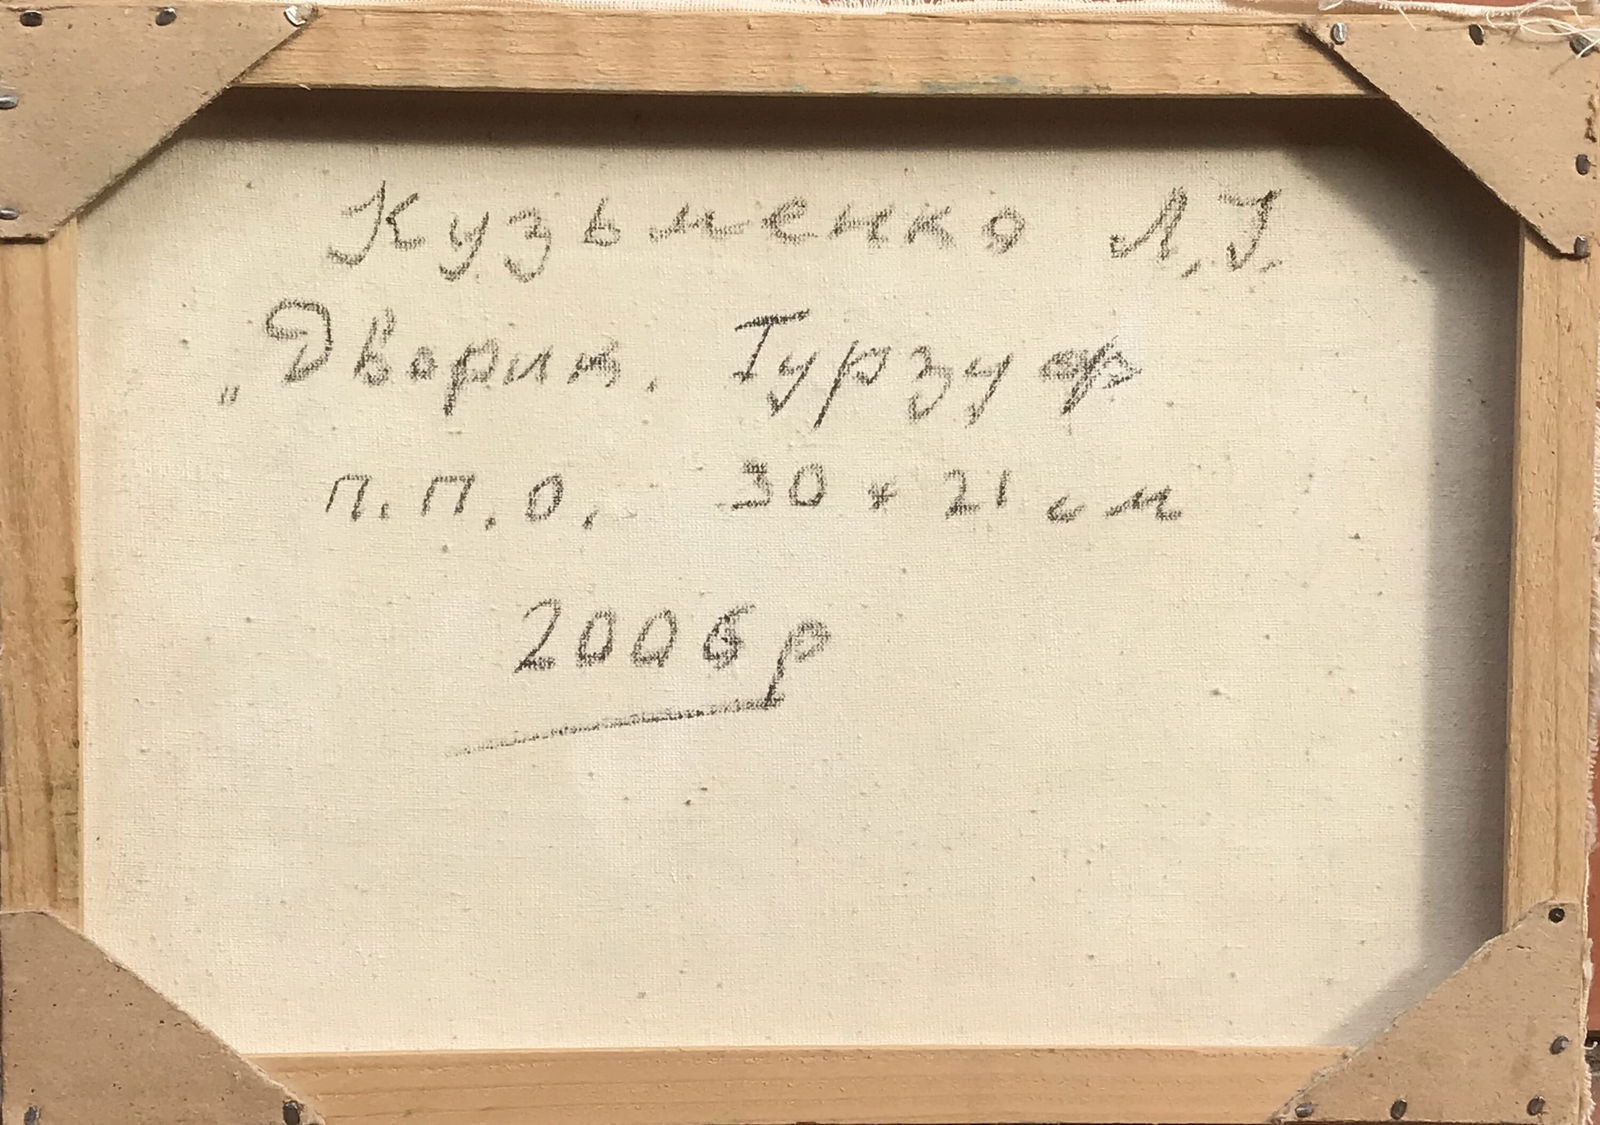 Кузьменко Л.Г.
„Дворик. Гурзуф
п.п.о. 30*21 см
2006р